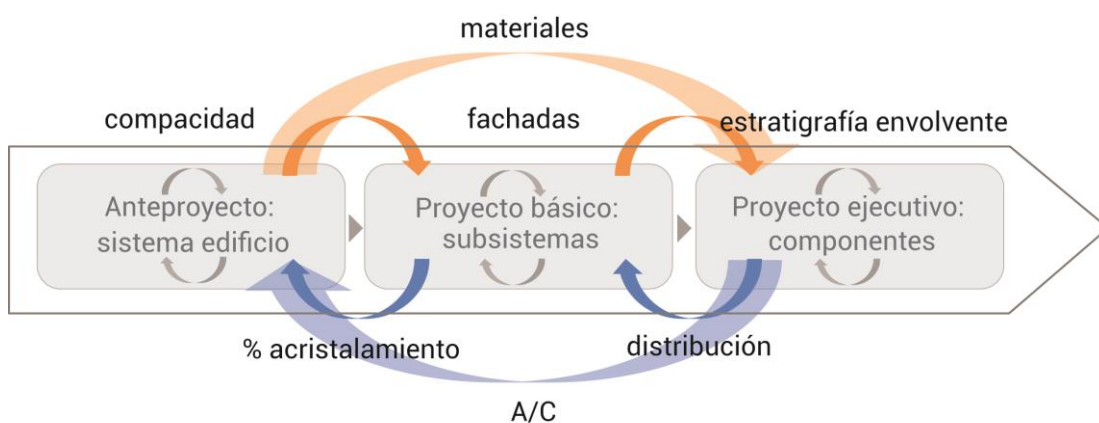 materiales
compacidad
fachadas
estratigrafía envolvente
Anteproyecto:
sistema edificio
Proyecto básico:
subsistemas
Proyecto ejecutivo:
componentes
% acristalamiento
distribución
A/C